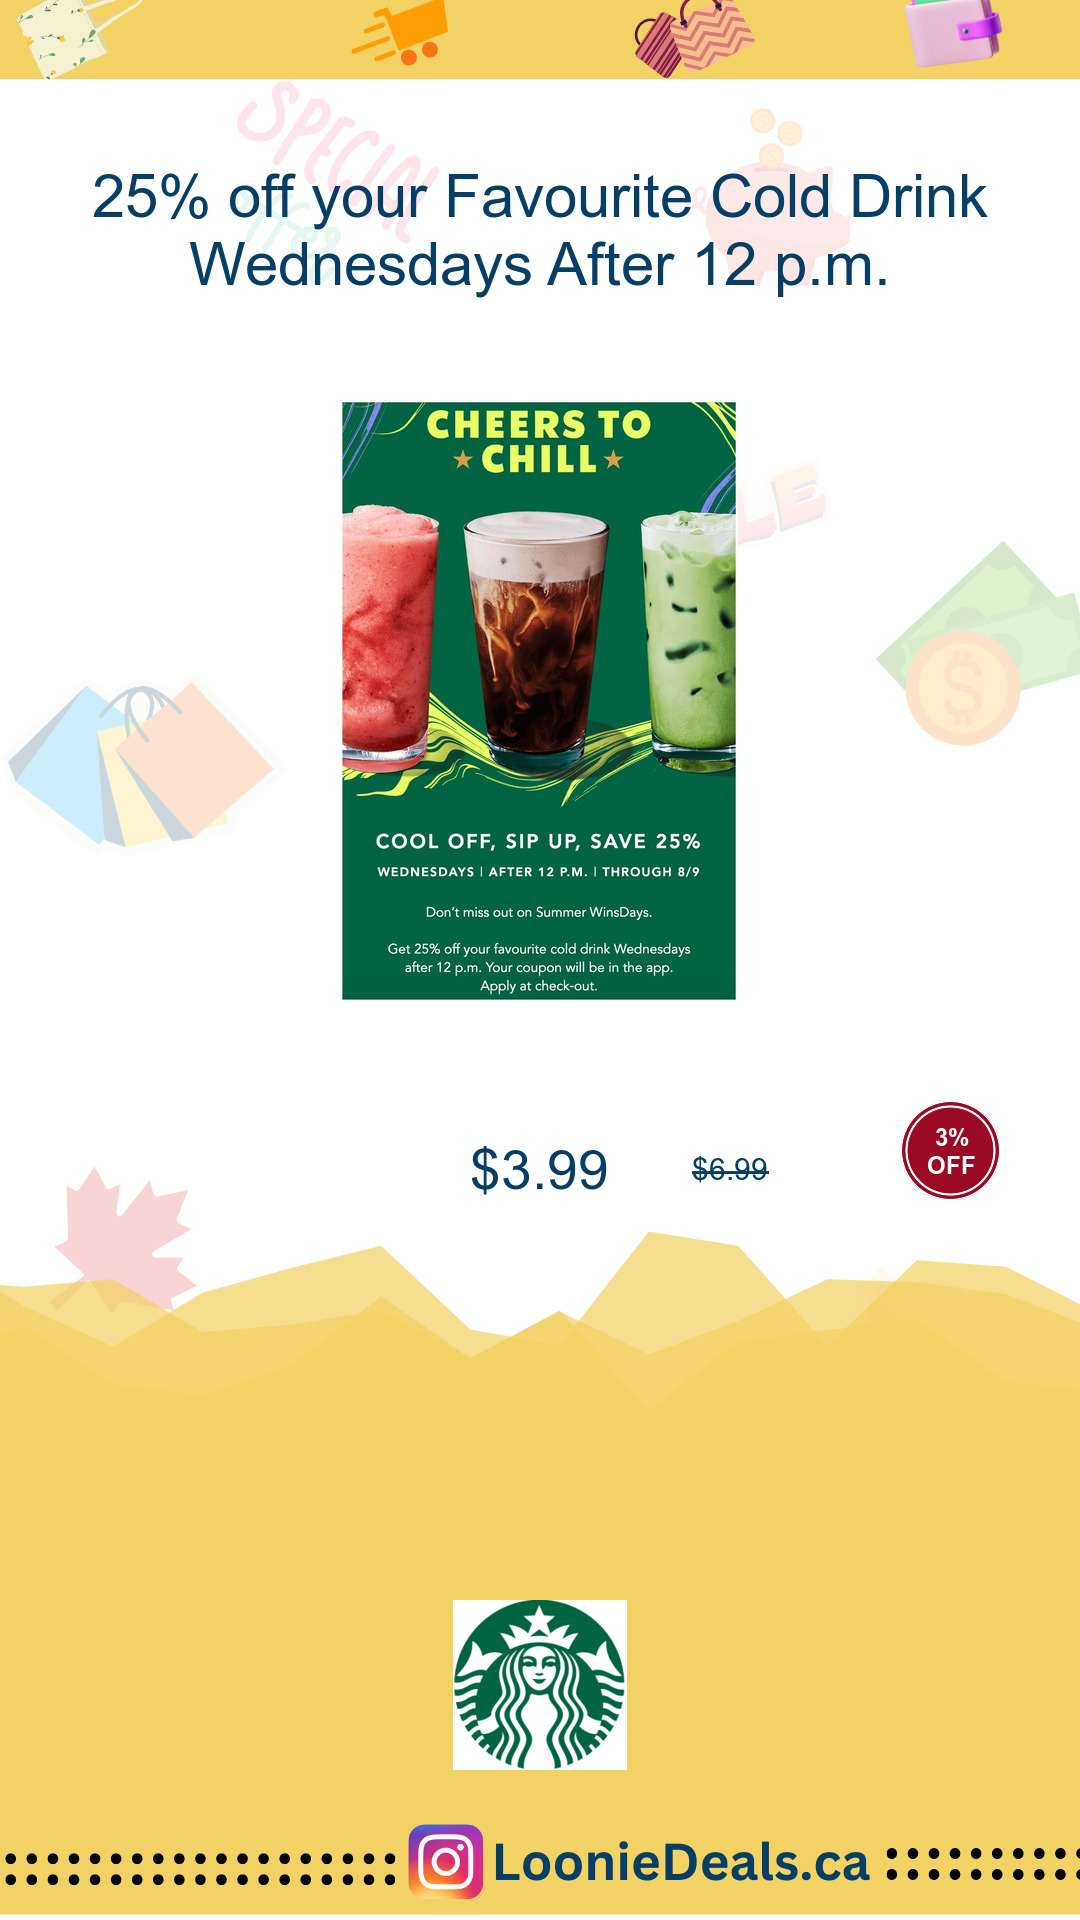 SPECIAL
offer
25% off your Favourite Cold Drink
Wednesdays After 12 p.m.
CHEERS TO
CHILL
LE
COOL OFF, SIP UP, SAVE 25%
WEDNESDAYS | AFTER 12 P.M. | THROUGH 8/9
Don't miss out on Summer WinsDays.
Get 25% off your favourite cold drink Wednesdays
after 12 p.m. Your coupon will be in the app.
Apply at check-out.
$3.99
$6.99
3%
OFF
LoonieDeals.ca